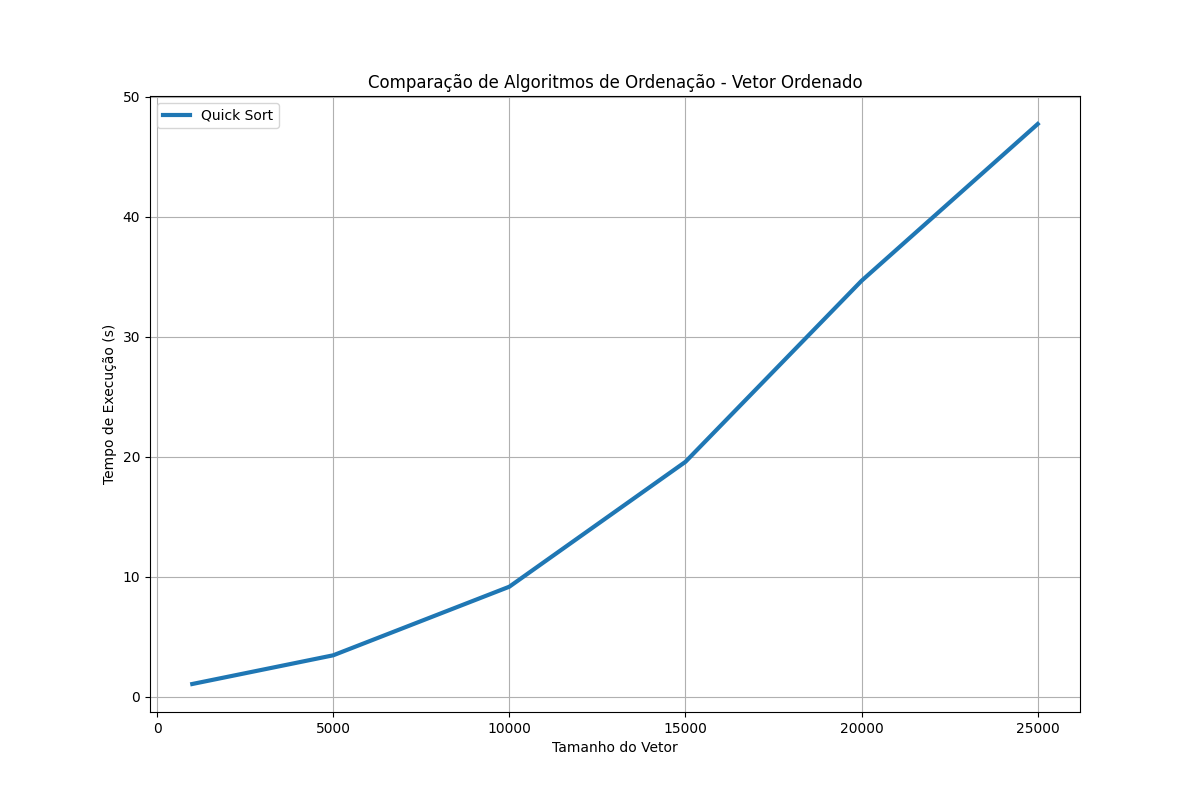 Comparação de Algoritmos de Ordenação - Vetor Ordenado
Quick Sort
50
40
30
20
10
0
Tempo de Execução (s)
0 5000 10000 15000 20000 25000
Tamanho do Vetor